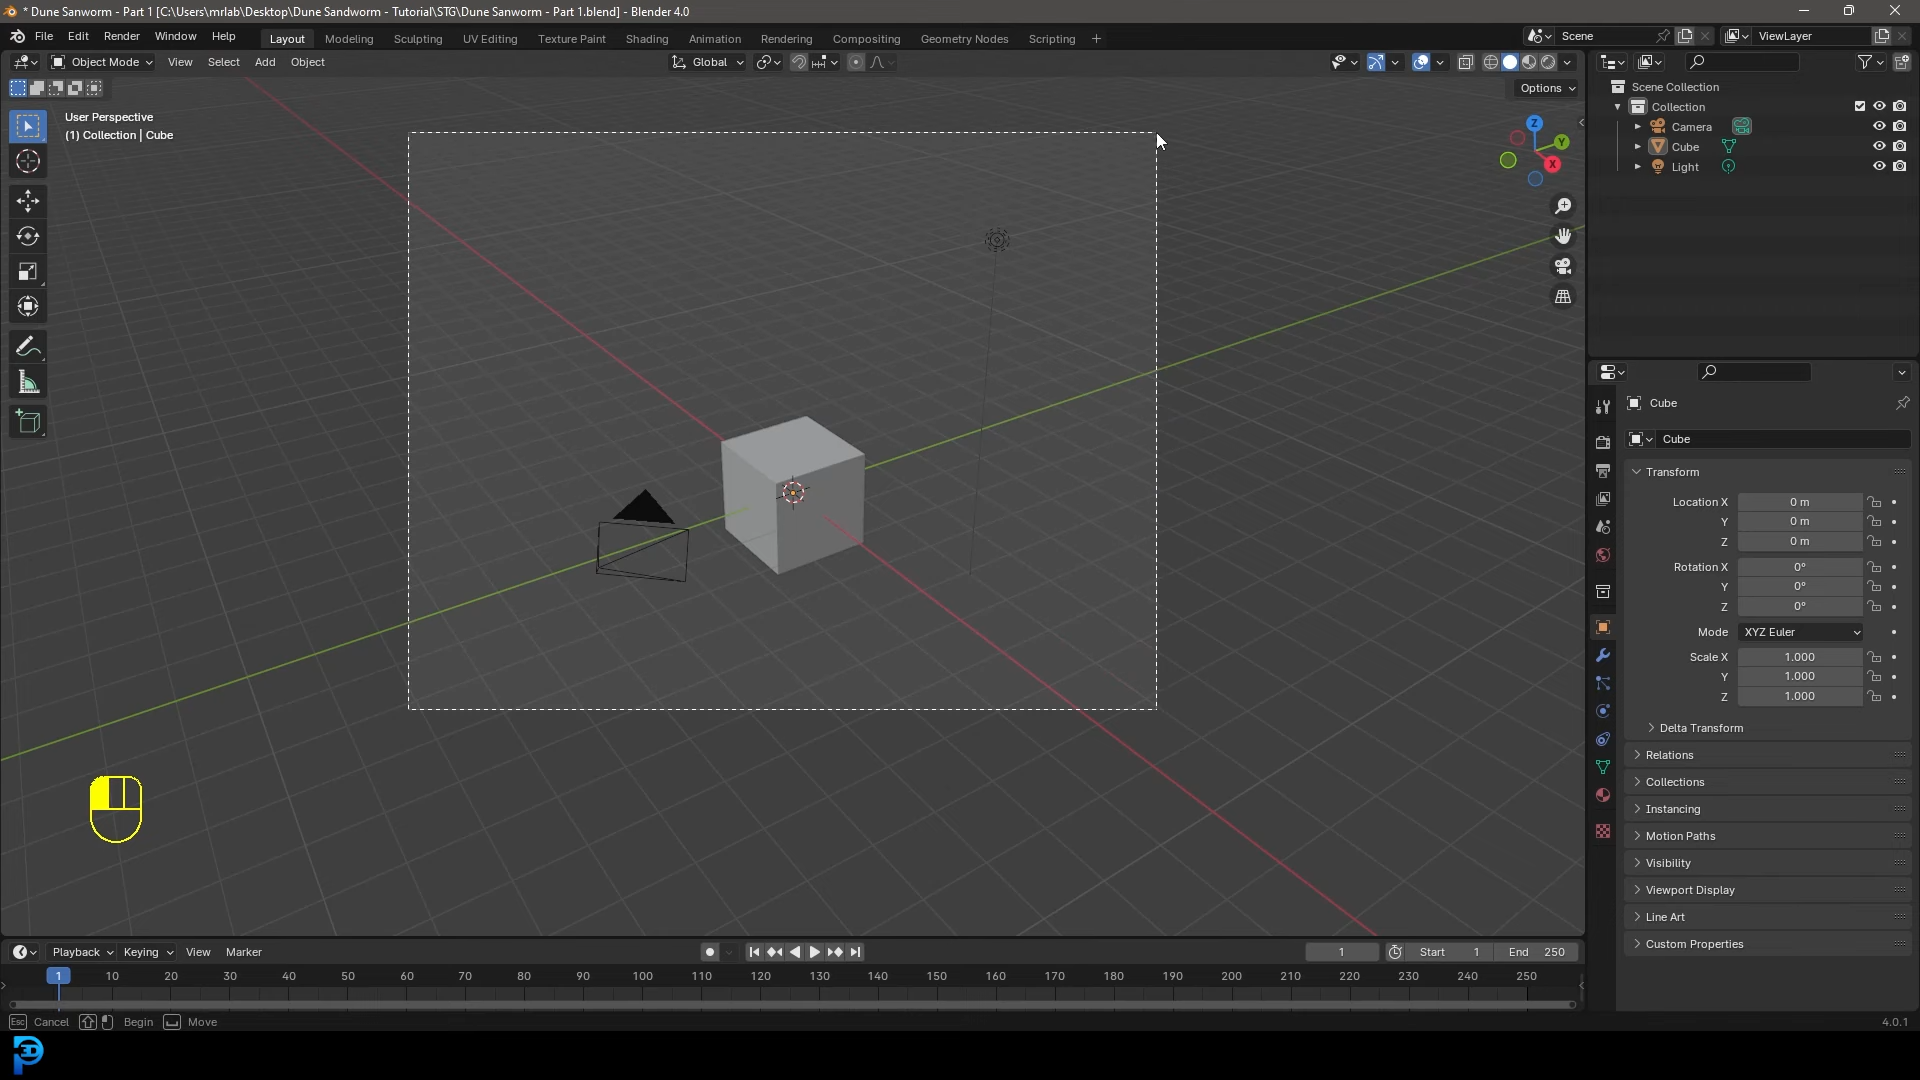 * Dune Sanworm - Part 1 [C:\Users\mrlab\Desktop\Dune Sandworm - Tutorial\STG\Dune Sanworm - Part 1.blend] - Blender 4.0
File Edit Render Window Help Layout Modeling Sculpting UV Editing Texture Paint Shading Animation Rendering Compositing Geometry Nodes Scripting + Scene ViewLayer
Object Mode View Select Add Object Global
Options
User Perspective
(1) Collection | Cube
Z
Y
X
Scene Collection
Collection
Camera
Cube
Light
Cube
Cube
Transform
Location X 0 m
Y 0 m
Z 0 m
Rotation X 0°
Y 0°
Z 0°
Mode XYZ Euler
Scale X 1.000
Y 1.000
Z 1.000
Delta Transform
Relations
Collections
Instancing
Motion Paths
Visibility
Viewport Display
Line Art
Custom Properties
Playback Keying View Marker 1 Start 1 End 250
1 10 20 30 40 50 60 70 80 90 100 110 120 130 140 150 160 170 180 190 200 210 220 230 240 250
Esc Cancel Begin Move 4.0.1
3D